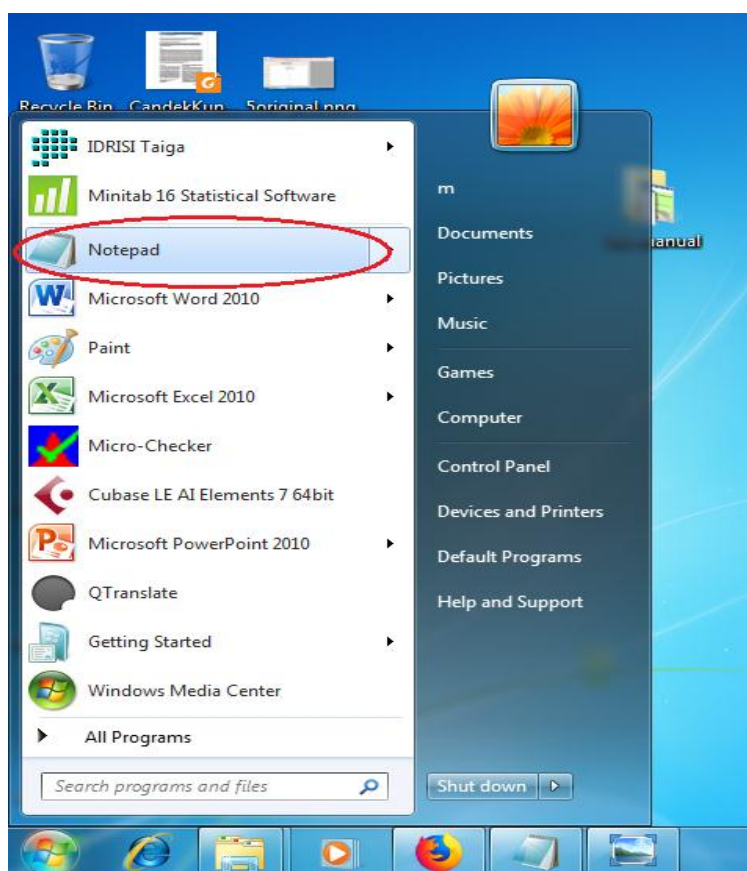 Recycle Bin CandekKun... 5original.png
IDRISI Taiga
Minitab 16 Statistical Software
Notepad
Microsoft Word 2010
Paint
Microsoft Excel 2010
Micro-Checker
Cubase LE AI Elements 7 64bit
Microsoft PowerPoint 2010
QTranslate
Getting Started
Windows Media Center
All Programs
Search programs and files
m
Documents
Pictures
Music
Games
Computer
Control Panel
Devices and Printers
Default Programs
Help and Support
Shut down
anual